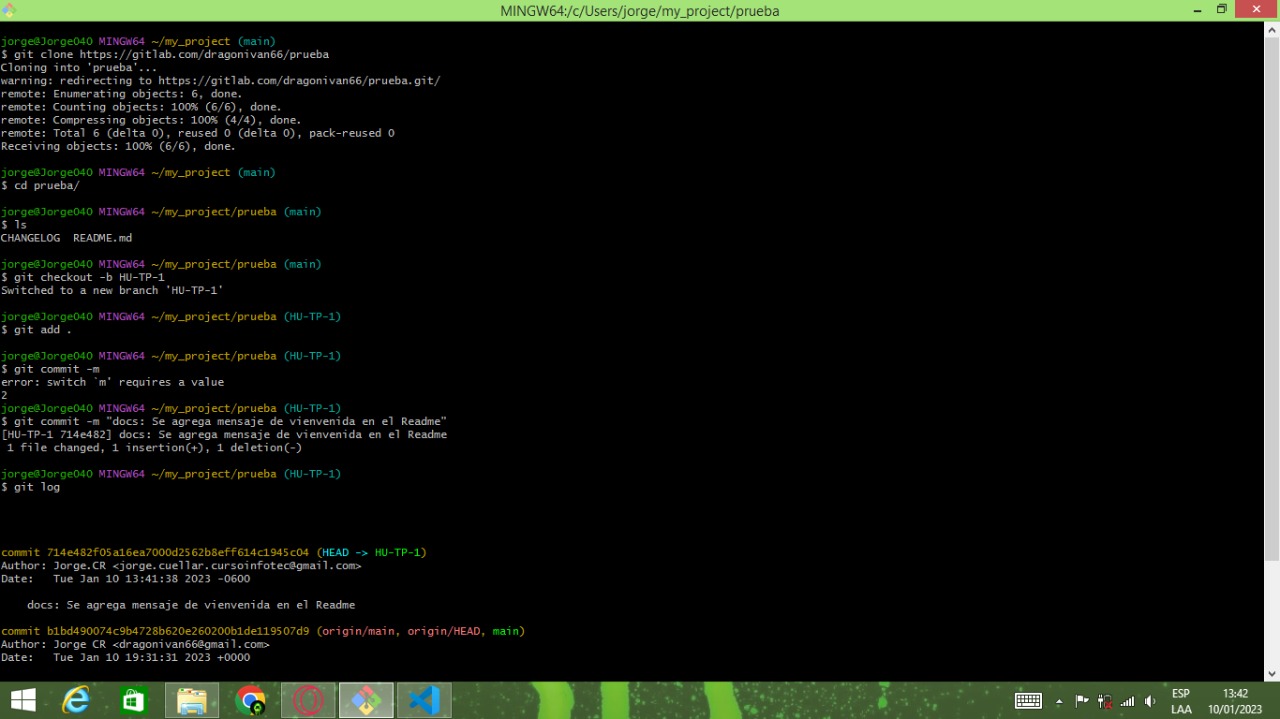 MINGW64:/c/Users/jorge/my_project/prueba
jorge@Jorge040 MINGW64 ~/my_project (main)
$ git clone https://gitlab.com/dragonivan66/prueba
Cloning into 'prueba'...
warning: redirecting to https://gitlab.com/dragonivan66/prueba.git/
remote: Enumerating objects: 6, done.
remote: Counting objects: 100% (6/6), done.
remote: Compressing objects: 100% (4/4), done.
remote: Total 6 (delta 0), reused 0 (delta 0), pack-reused 0
Receiving objects: 100% (6/6), done.
jorge@Jorge040 MINGW64 ~/my_project (main)
$ cd prueba/
jorge@Jorge040 MINGW64 ~/my_project/prueba (main)
$ ls
CHANGELOG  README.md
jorge@Jorge040 MINGW64 ~/my_project/prueba (main)
$ git checkout -b HU-TP-1
Switched to a new branch 'HU-TP-1'
jorge@Jorge040 MINGW64 ~/my_project/prueba (HU-TP-1)
$ git add .
jorge@Jorge040 MINGW64 ~/my_project/prueba (HU-TP-1)
$ git commit -m
error: switch `m' requires a value
2
jorge@Jorge040 MINGW64 ~/my_project/prueba (HU-TP-1)
$ git commit -m "docs: Se agrega mensaje de vienvenida en el Readme"
[HU-TP-1 714e482] docs: Se agrega mensaje de vienvenida en el Readme
 1 file changed, 1 insertion(+), 1 deletion(-)
jorge@Jorge040 MINGW64 ~/my_project/prueba (HU-TP-1)
$ git log
commit 714e482f05a16ea7000d2562b8eff614c1945c04 (HEAD -> HU-TP-1)
Author: Jorge.CR <jorge.cuellar.cursoinfotec@gmail.com>
Date:   Tue Jan 10 13:41:38 2023 -0600
    docs: Se agrega mensaje de vienvenida en el Readme
commit b1bd490074c9b4728b620e260200b1de119507d9 (origin/main, origin/HEAD, main)
Author: Jorge CR <dragonivan66@gmail.com>
Date:   Tue Jan 10 19:31:31 2023 +0000
ESP 13:42
LAA 10/01/2023